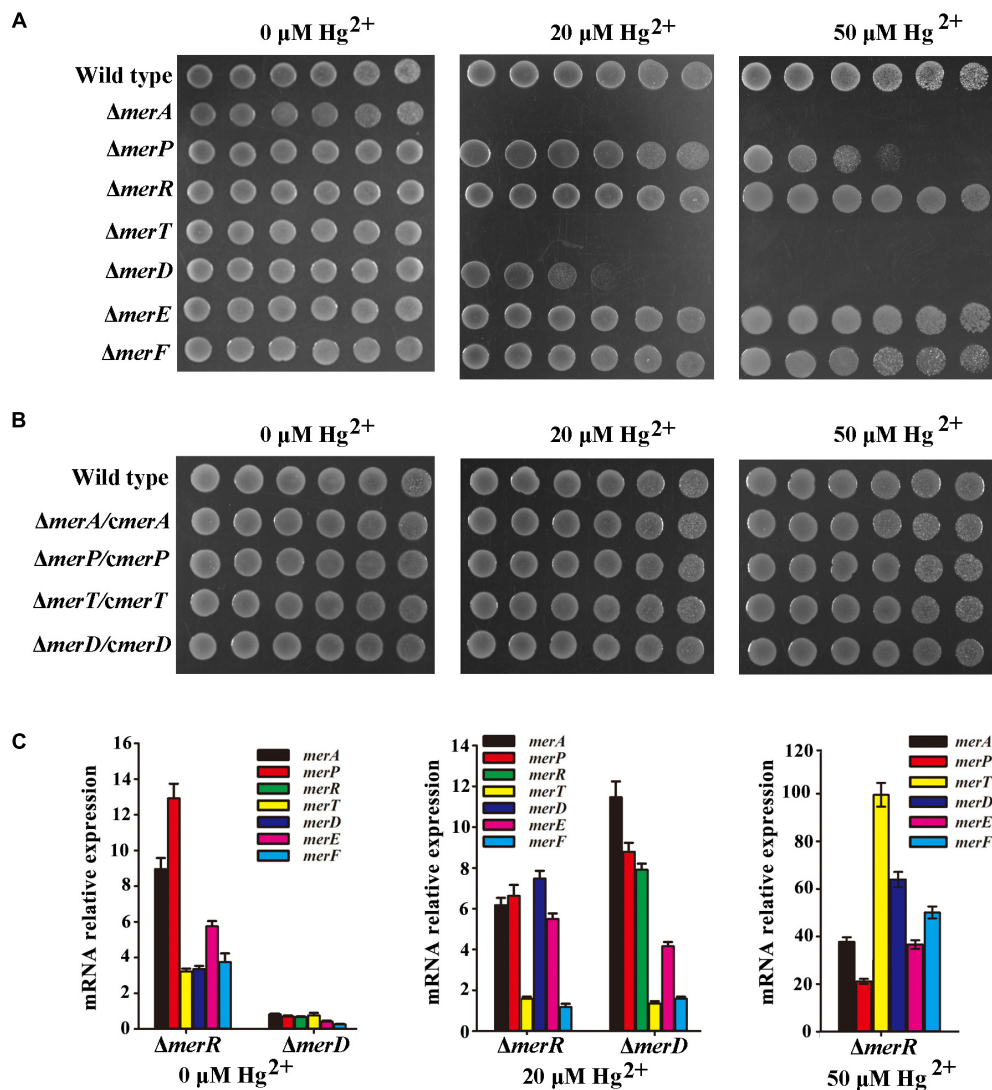 A
0 μM Hg2+
20 μM Hg2+
50 μM Hg2+
Wild type
ΔmerA
ΔmerP
ΔmerR
ΔmerT
ΔmerD
ΔmerE
ΔmerF
B
0 μM Hg2+
20 μM Hg2+
50 μM Hg2+
Wild type
ΔmerA/cmerA
ΔmerP/cmerP
ΔmerT/cmerT
ΔmerD/cmerD
C
mRNA relative expression
16
14
12
10
8
6
4
2
0
merA
merP
merR
merT
merD
merE
merF
ΔmerR
ΔmerD
0 μM Hg2+
mRNA relative expression
14
12
10
8
6
4
2
0
merA
merP
merR
merT
merD
merE
merF
ΔmerR
ΔmerD
20 μM Hg2+
mRNA relative expression
120
100
80
60
40
20
0
merA
merP
merT
merD
merE
merF
ΔmerR
50 μM Hg2+